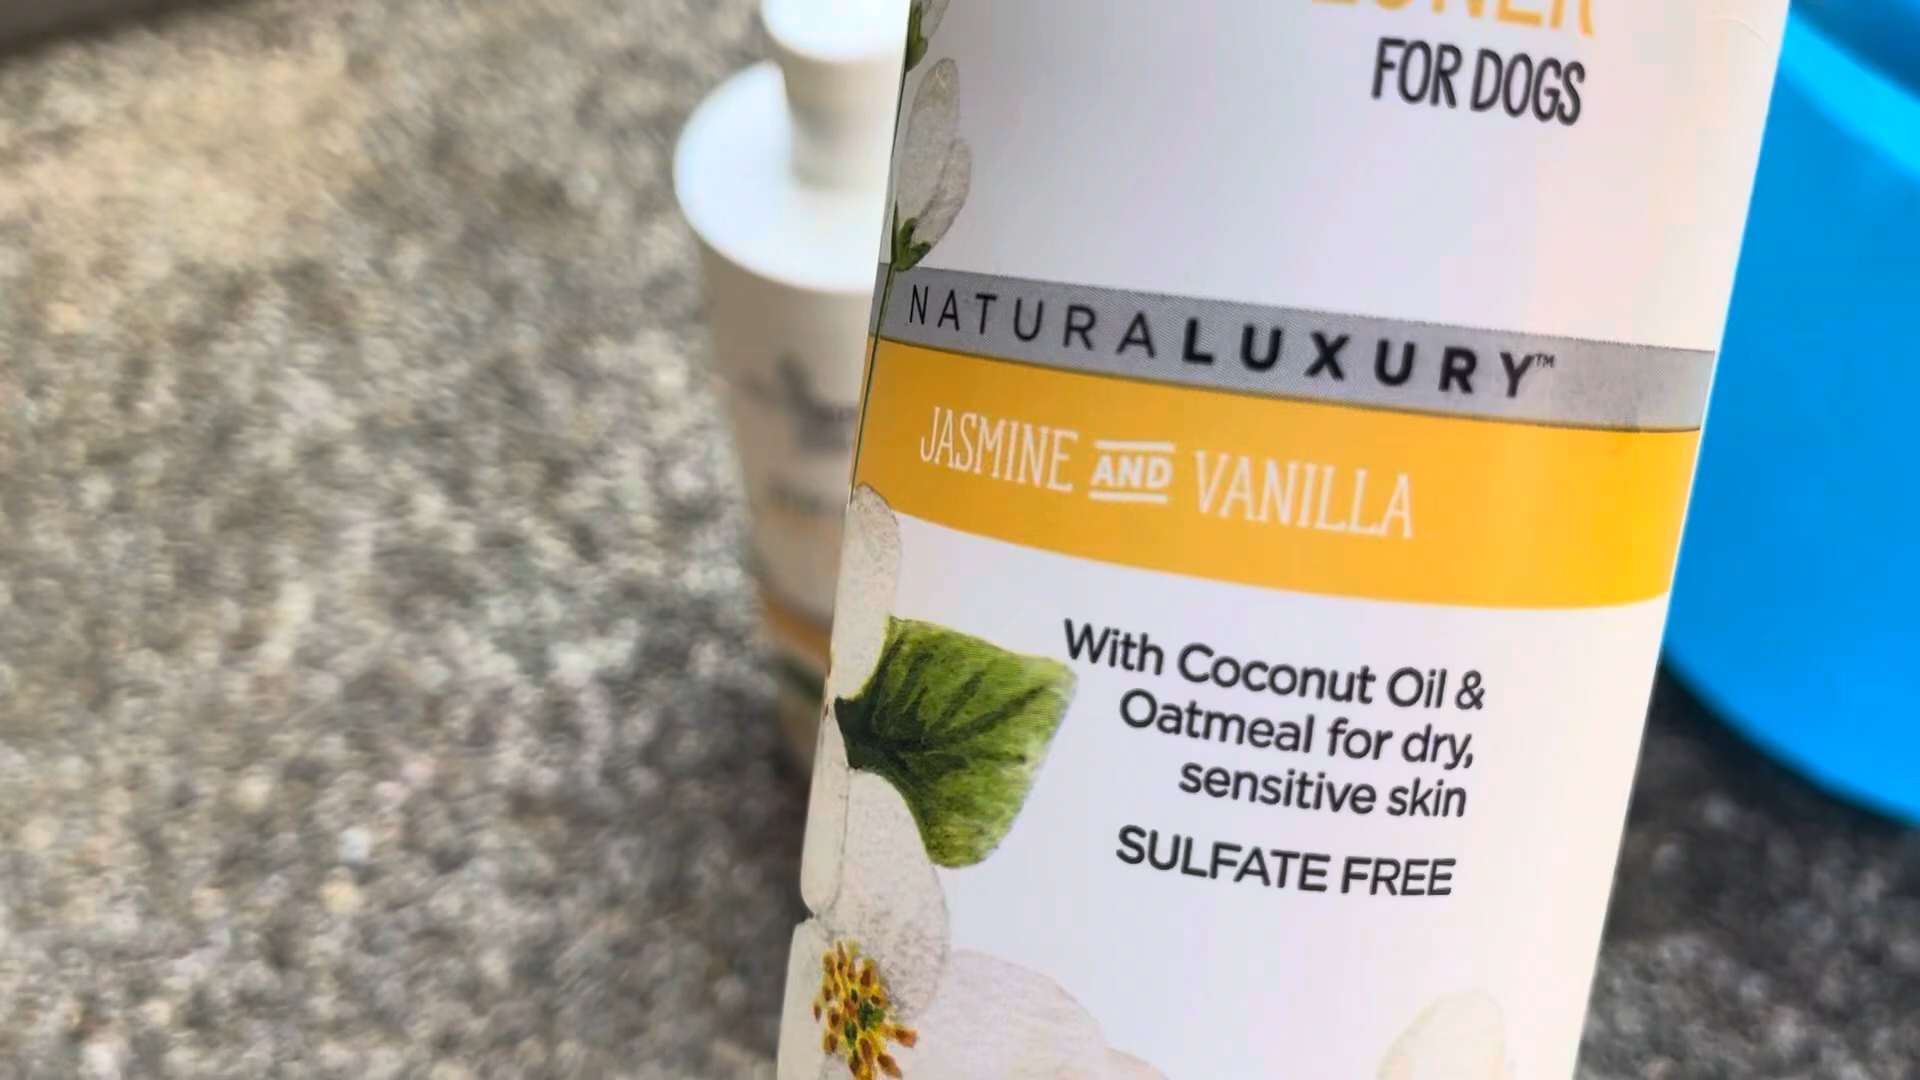 FOR DOGS
NATURALUXURY™
JASMINE AND VANILLA
With Coconut Oil &
Oatmeal for dry,
sensitive skin
SULFATE FREE